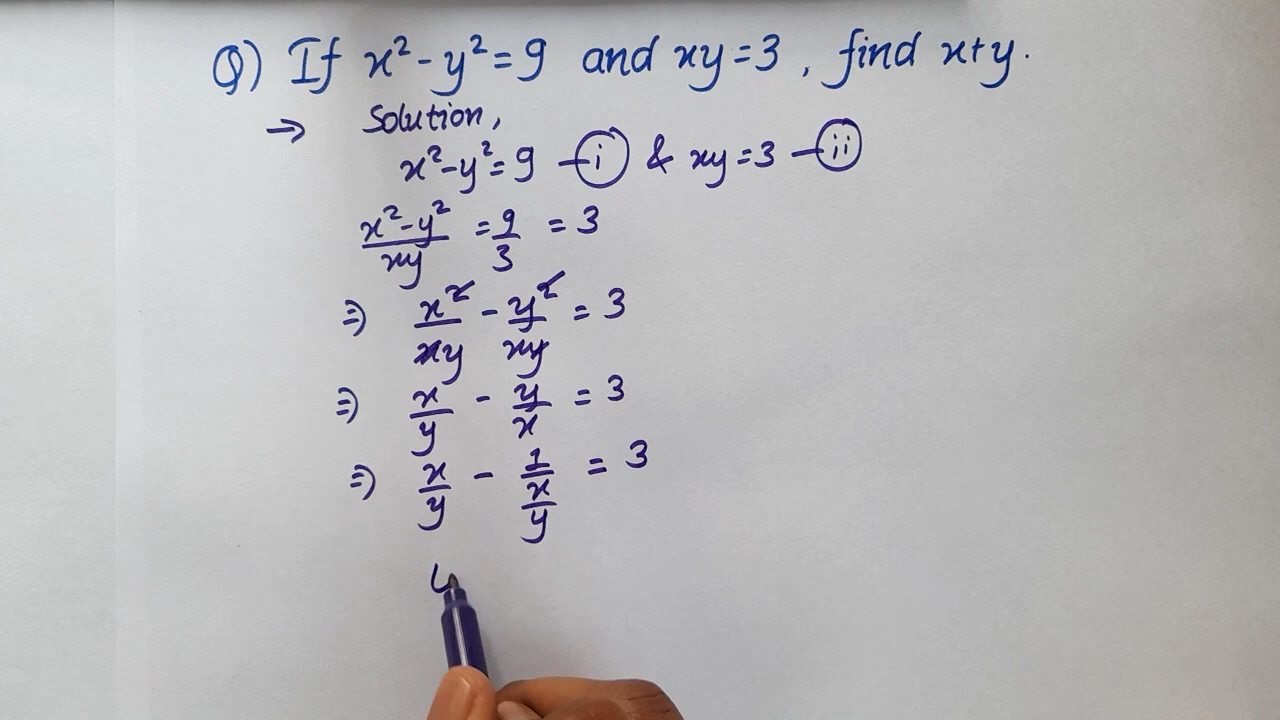 Q) If x²-y²=9 and xy=3, find x+y.
→ Solution,
x²-y²=9 —(i) & xy=3 —(ii)
x²-y²/xy = 9/3 = 3
⇒ x²/xy - y²/xy = 3
⇒ x/y - y/x = 3
⇒ x/y - 1/(x/y) = 3